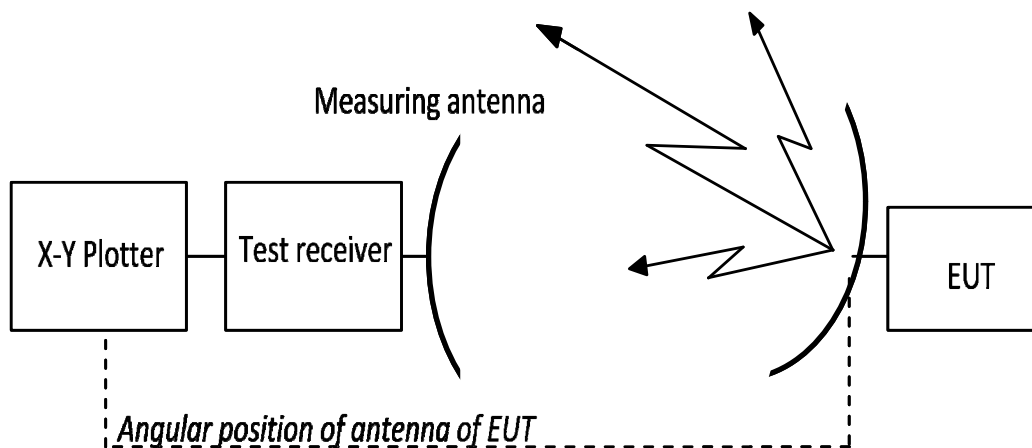 Measuring antenna
X-Y Plotter
Test receiver
EUT
Angular position of antenna of EUT